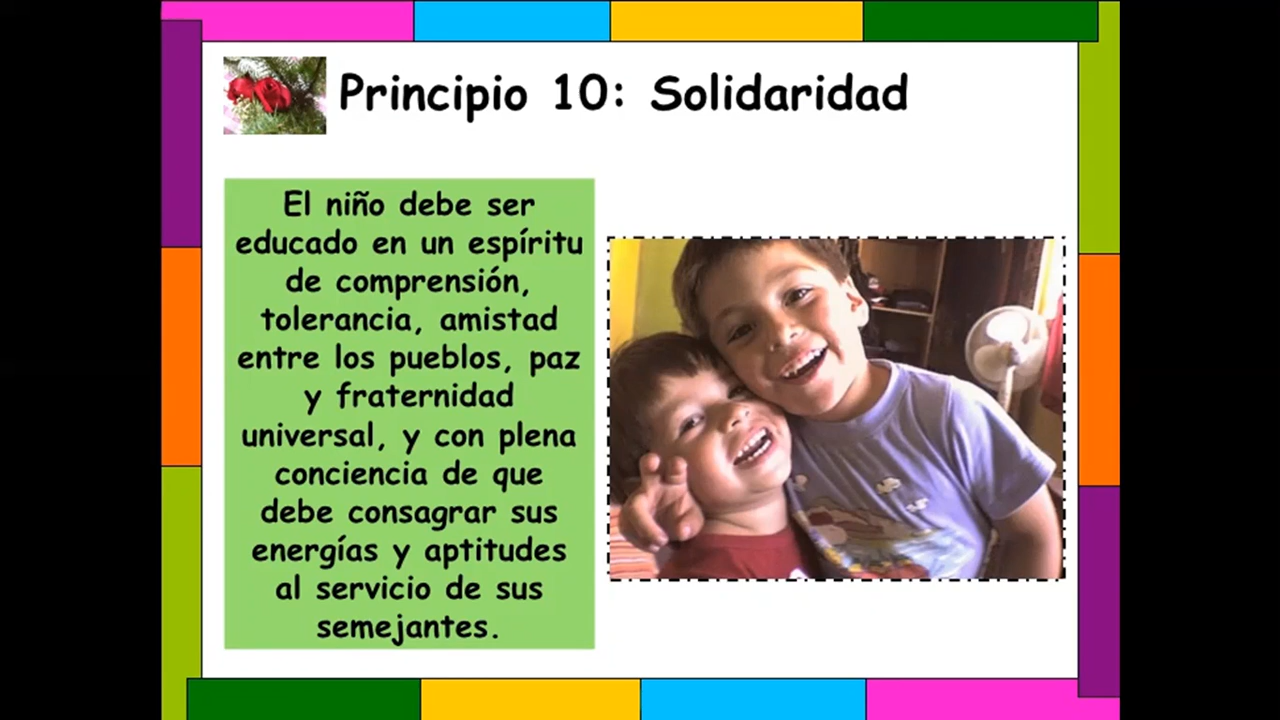 Principio 10: Solidaridad
El niño debe ser
educado en un espíritu
de comprensión,
tolerancia, amistad
entre los pueblos, paz
y fraternidad
universal, y con plena
conciencia de que
debe consagrar sus
energías y aptitudes
al servicio de sus
semejantes.